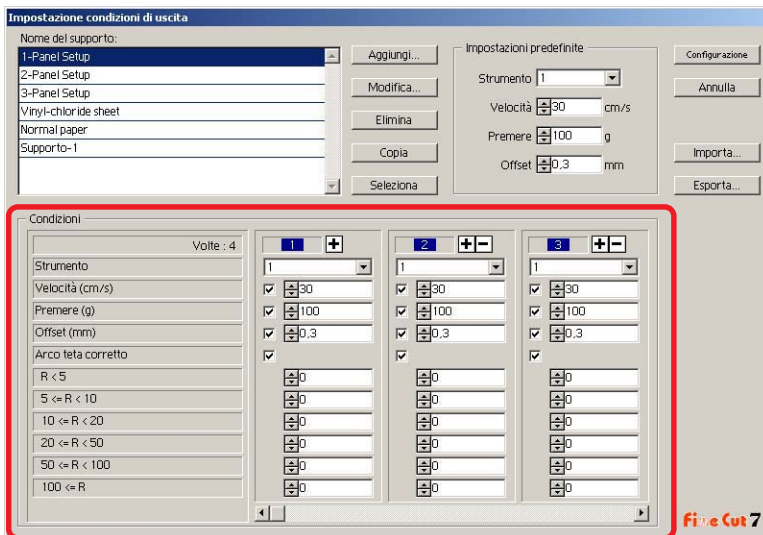 Impostazione condizioni di uscita
Nome del supporto:
1-Panel Setup
2-Panel Setup
3-Panel Setup
Vinyl-chloride sheet
Normal paper
Supporto-1
Aggiungi...
Modifica...
Elimina
Copia
Seleziona
Impostazioni predefinite
Strumento 1
Velocità 30 cm/s
Premere 100 g
Offset 0,3 mm
Configurazione
Annulla
Importa...
Esporta...
Condizioni
Volte : 4 1 + 2 + - 3 + -
Strumento 1 1 1
Velocità (cm/s) 30 30 30
Premere (g) 100 100 100
Offset (mm) 0,3 0,3 0,3
Arco teta corretto
R < 5 0 0 0
5 <= R < 10 0 0 0
10 <= R < 20 0 0 0
20 <= R < 50 0 0 0
50 <= R < 100 0 0 0
100 <= R 0 0 0
Fine Cut 7